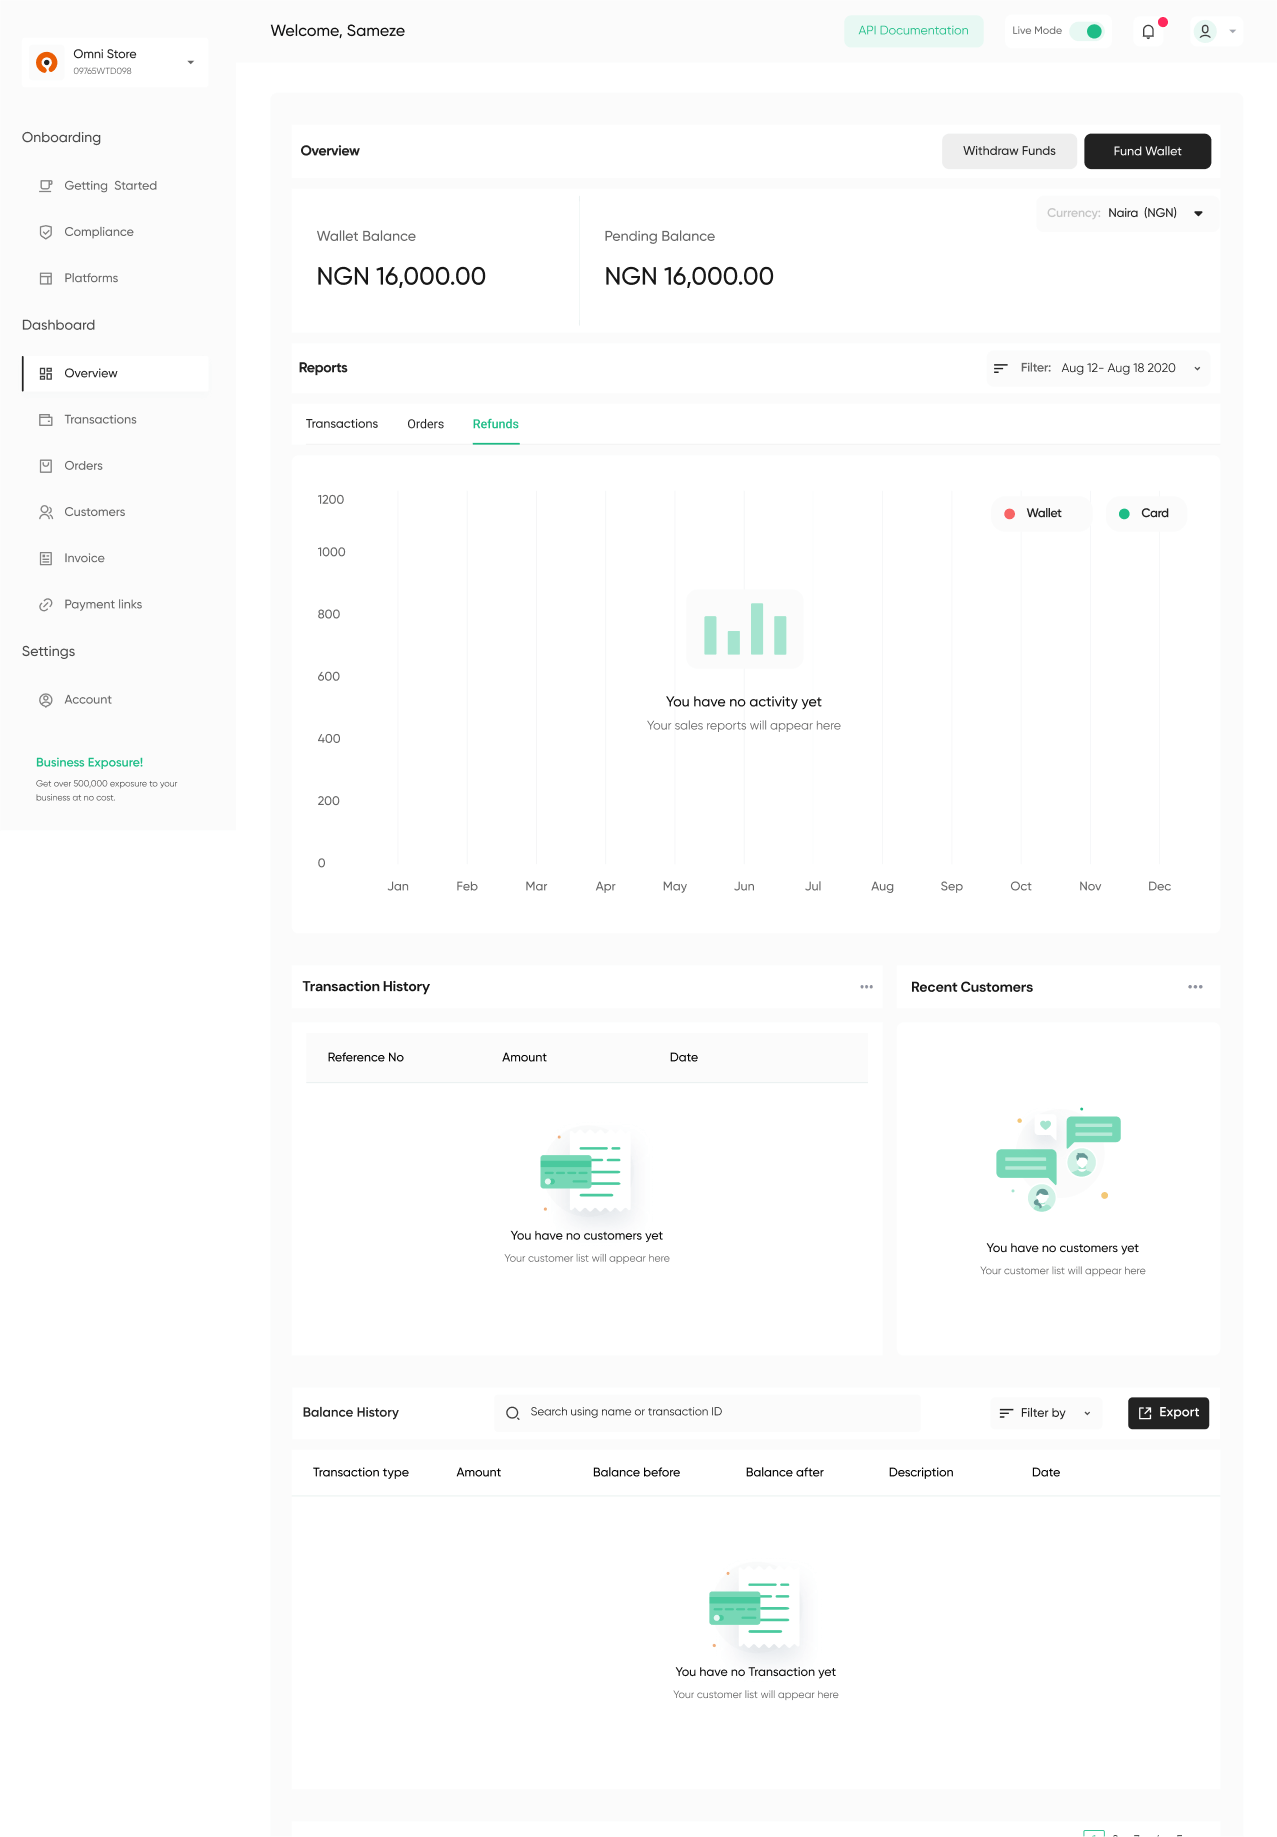 Welcome, Sameze
API Documentation
Live Mode
Omni Store
09765WTD098
Onboarding
Getting Started
Compliance
Platforms
Dashboard
Overview
Transactions
Orders
Customers
Invoice
Payment links
Settings
Account
Business Exposure!
Get over 500,000 exposure to your
business at no cost.
Overview
Withdraw Funds
Fund Wallet
Currency: Naira (NGN)
Wallet Balance
NGN 16,000.00
Pending Balance
NGN 16,000.00
Reports
Filter: Aug 12- Aug 18 2020
Transactions
Orders
Refunds
1200
1000
800
600
400
200
0
Wallet
Card
You have no activity yet
Your sales reports will appear here
Jan
Feb
Mar
Apr
May
Jun
Jul
Aug
Sep
Oct
Nov
Dec
Transaction History
Reference No
Amount
Date
You have no customers yet
Your customer list will appear here
Recent Customers
You have no customers yet
Your customer list will appear here
Balance History
Search using name or transaction ID
Filter by
Export
Transaction type
Amount
Balance before
Balance after
Description
Date
You have no Transaction yet
Your customer list will appear here